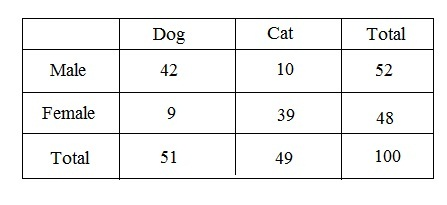 Dog Cat Total
Male 42 10 52
Female 9 39 48
Total 51 49 100